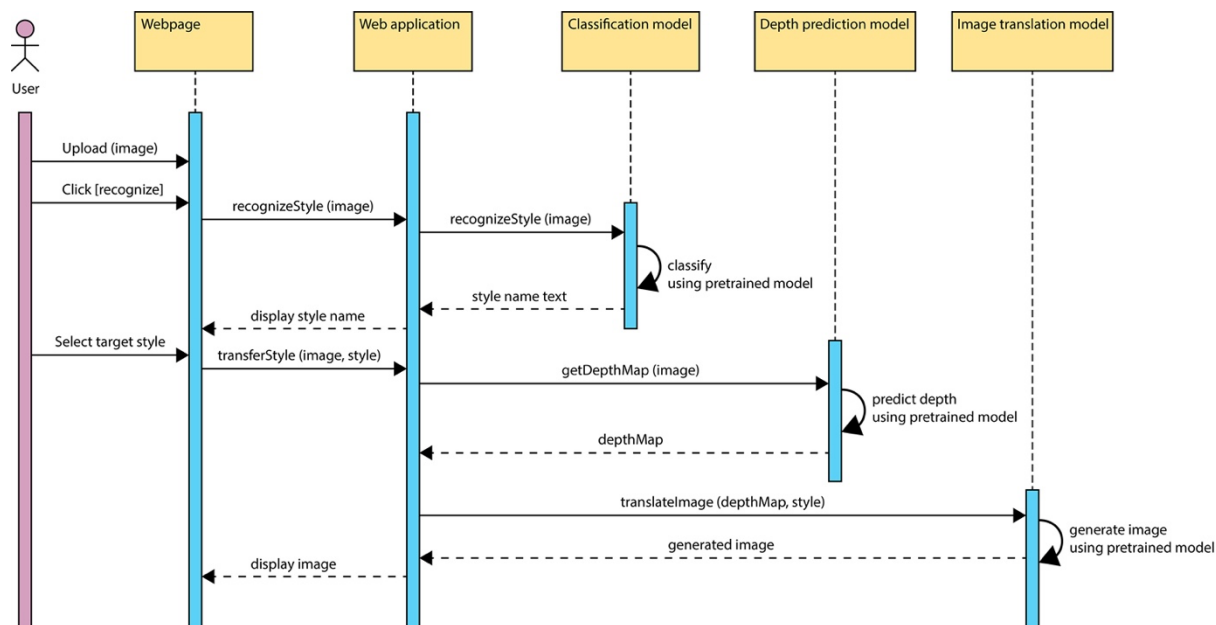 Webpage
Web application
Classification model
Depth prediction model
Image translation model
User
Upload (image)
Click [recognize]
recognizeStyle (image)
recognizeStyle (image)
classify
using pretrained model
style name text
display style name
Select target style
transferStyle (image, style)
getDepthMap (image)
predict depth
using pretrained model
depthMap
translateImage (depthMap, style)
generate image
using pretrained model
generated image
display image